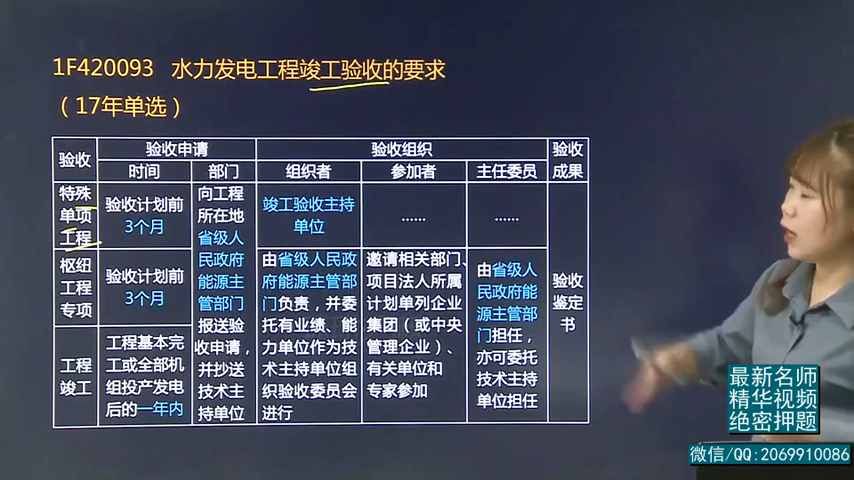 1F420093 水力发电工程竣工验收的要求
（17年单选）
验收
验收申请
验收组织
验收
成果
时间
部门
组织者
参加者
主任委员
特殊
单项
工程
验收计划前
3个月
向工程
所在地
省级人
民政府
能源主
管部门
报送验
收申请,
并抄送
技术主
持单位
竣工验收主持
单位
......
......
验收
鉴定
书
枢纽
工程
专项
验收计划前
3个月
由省级人民政
府能源主管部
门负责，并委
托有业绩、能
力单位作为技
术主持单位组
织验收委员会
进行
邀请相关部门、
项目法人所属
计划单列企业
集团（或中央
管理企业）、
有关单位和
专家参加
由省级人
民政府能
源主管部
门担任，
亦可委托
技术主持
单位担任
工程
竣工
工程基本完
工或全部机
组投产发电
后的一年内
最新名师
精华视频
绝密押题
微信/QQ:2069910086